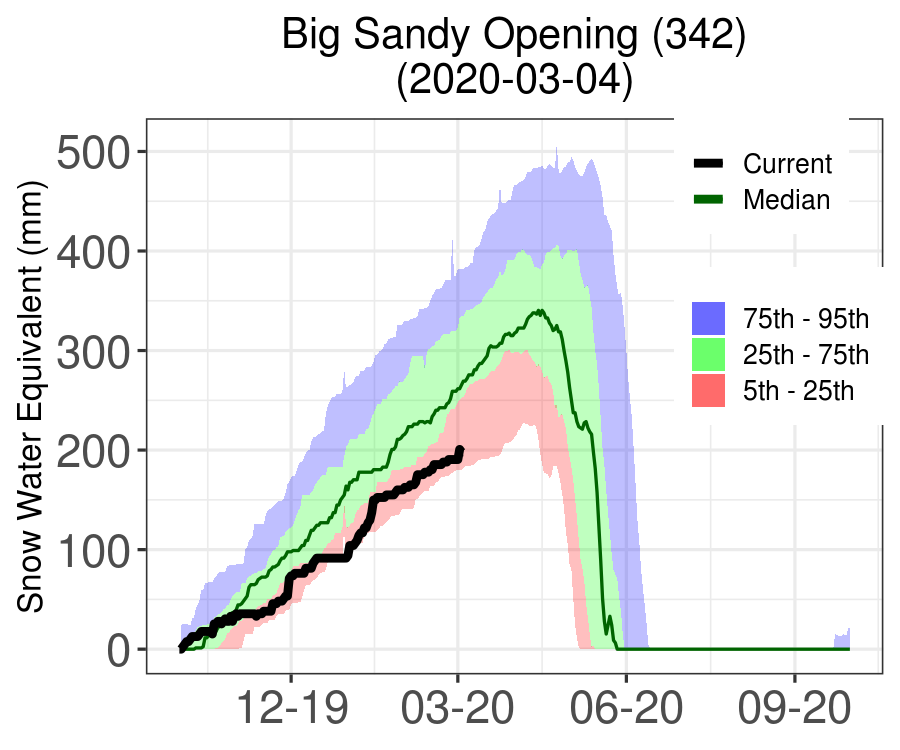 Big Sandy Opening (342)
(2020-03-04)
Snow Water Equivalent (mm)
500
400
300
200
100
0
12-19
03-20
06-20
09-20
Current
Median
75th - 95th
25th - 75th
5th - 25th